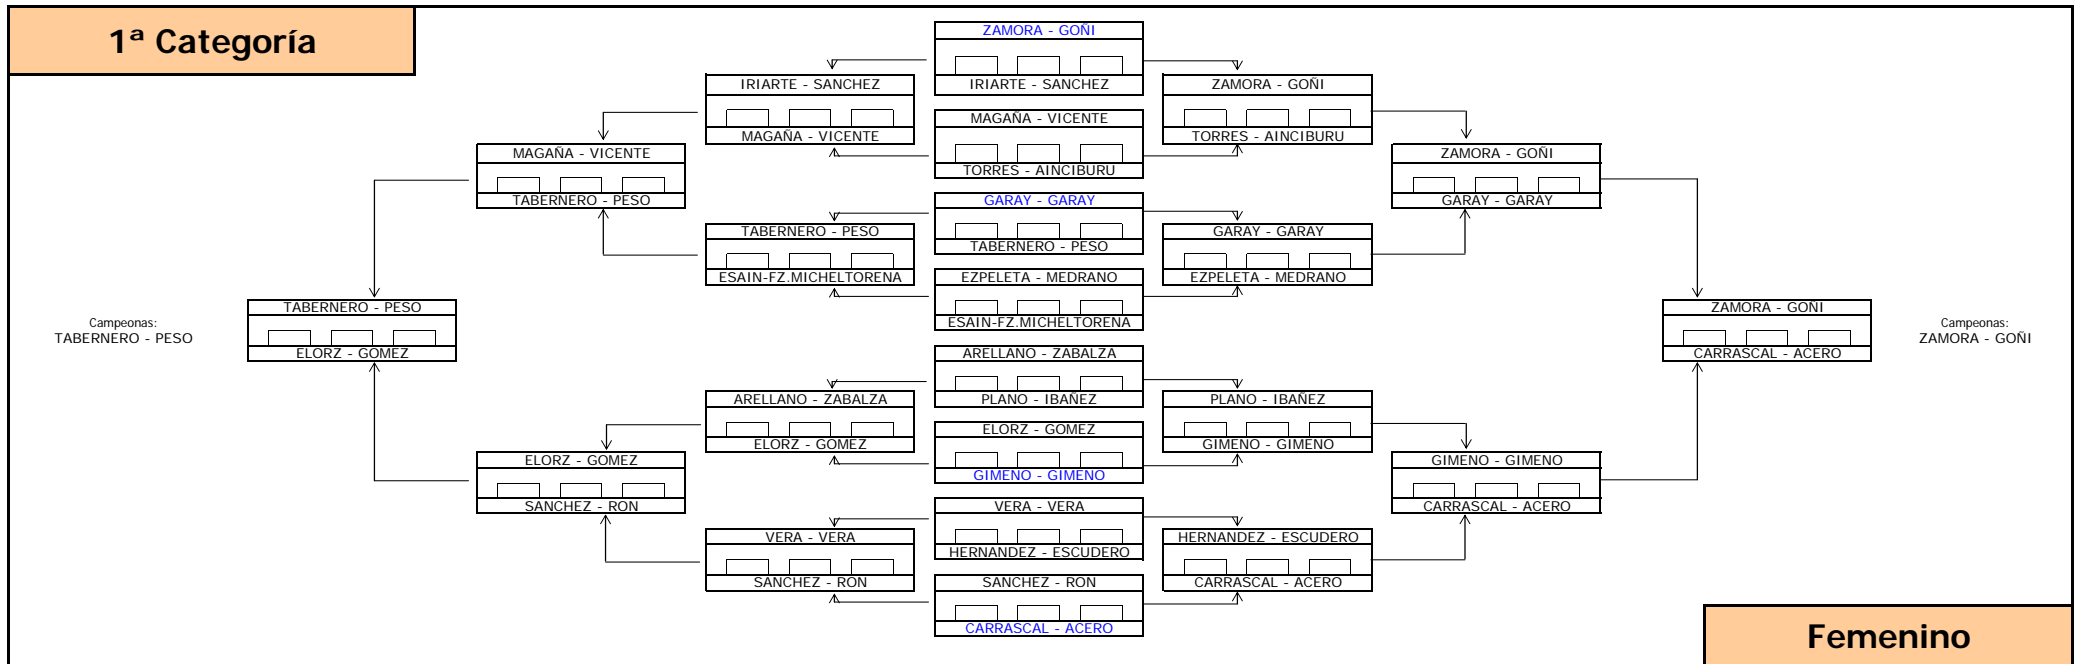 1ª Categoría
ZAMORA - GOÑI
IRIARTE - SANCHEZ
MAGAÑA - VICENTE
TORRES - AINCIBURU
GARAY - GARAY
TABERNERO - PESO
EZPELETA - MEDRANO
ESAIN-FZ.MICHELTORENA
ARELLANO - ZABALZA
PLANO - IBAÑEZ
ELORZ - GOMEZ
GIMENO - GIMENO
VERA - VERA
HERNANDEZ - ESCUDERO
SANCHEZ - RON
CARRASCAL - ACERO
IRIARTE - SANCHEZ
MAGAÑA - VICENTE
TABERNERO - PESO
ESAIN-FZ.MICHELTORENA
ARELLANO - ZABALZA
ELORZ - GOMEZ
VERA - VERA
SANCHEZ - RON
MAGAÑA - VICENTE
TABERNERO - PESO
ELORZ - GOMEZ
SANCHEZ - RON
TABERNERO - PESO
ELORZ - GOMEZ
Campeonas:
TABERNERO - PESO
ZAMORA - GOÑI
TORRES - AINCIBURU
GARAY - GARAY
EZPELETA - MEDRANO
PLANO - IBAÑEZ
GIMENO - GIMENO
HERNANDEZ - ESCUDERO
CARRASCAL - ACERO
ZAMORA - GOÑI
GARAY - GARAY
GIMENO - GIMENO
CARRASCAL - ACERO
ZAMORA - GOÑI
CARRASCAL - ACERO
Campeonas:
ZAMORA - GOÑI
Femenino